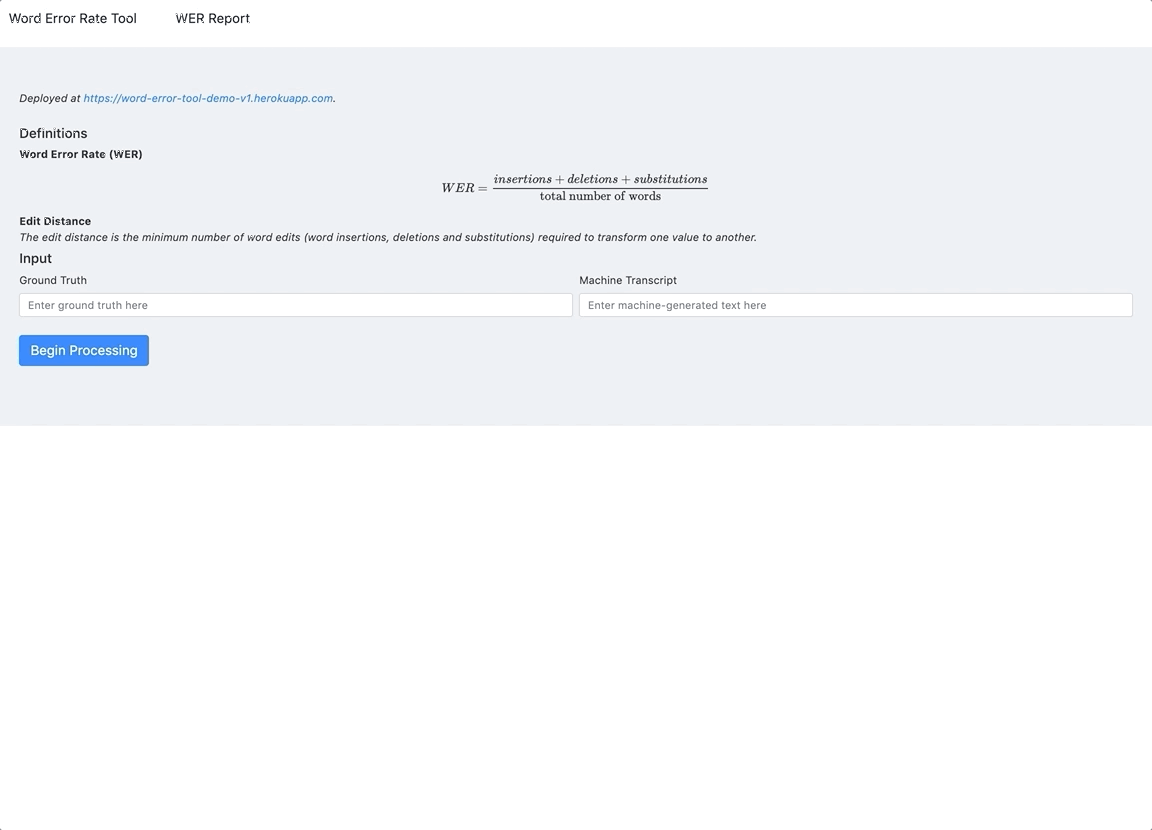 Word Error Rate Tool WER Report
Deployed at https://word-error-tool-demo-v1.herokuapp.com.
Definitions
Word Error Rate (WER)
WER = insertions + deletions + substitutions
total number of words
Edit Distance
The edit distance is the minimum number of word edits (word insertions, deletions and substitutions) required to transform one value to another.
Input
Ground Truth Machine Transcript
Enter ground truth here Enter machine-generated text here
Begin Processing